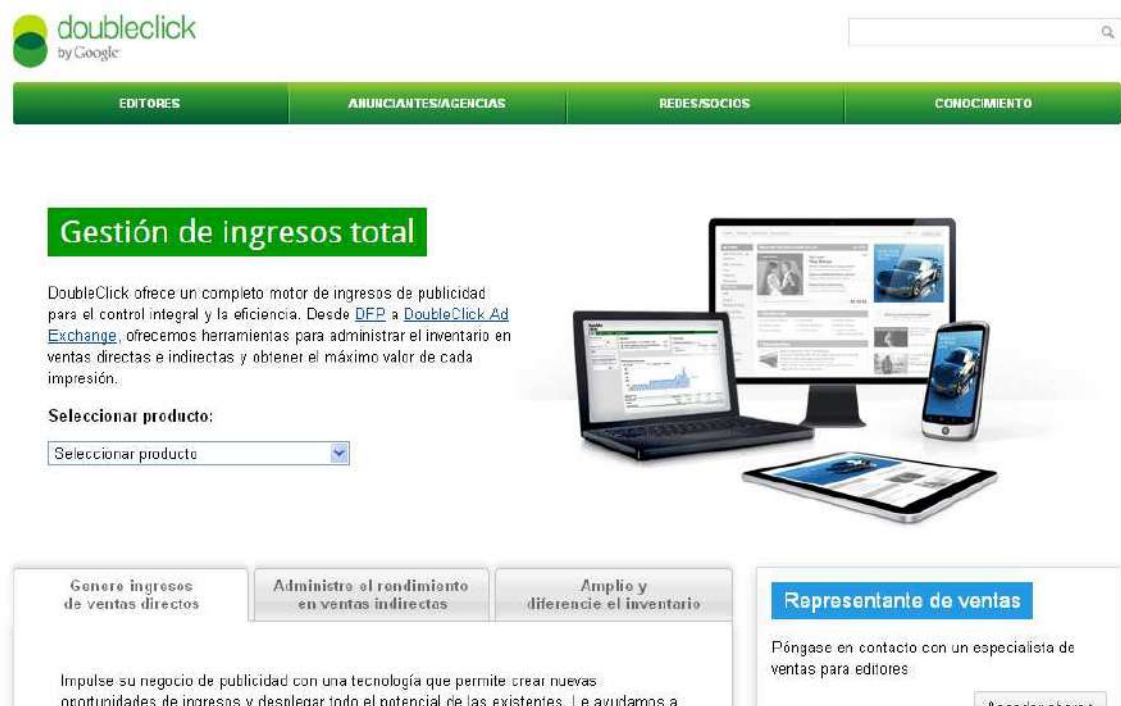 doubleclick
by Google
EDITORES
ANUNCIANTES/AGENCIAS
REDES/SOCIOS
CONOCIMIENTO
Gestión de ingresos total
DoubleClick ofrece un completo motor de ingresos de publicidad
para el control integral y la eficiencia. Desde DFP a DoubleClick Ad
Exchange, ofrecemos herramientas para administrar el inventario en
ventas directas e indirectas y obtener el máximo valor de cada
impresión.
Seleccionar producto:
Seleccionar producto
Genere ingresos
de ventas directos
Administre el rendimiento
en ventas indirectas
Amplíe y
diferencie el inventario
Representante de ventas
Póngase en contacto con un especialista de
ventas para editores
Impulse su negocio de publicidad con una tecnología que permite crear nuevas
oportunidades de ingresos y desplegar todo el potencial de las existentes. Le ayudamos a